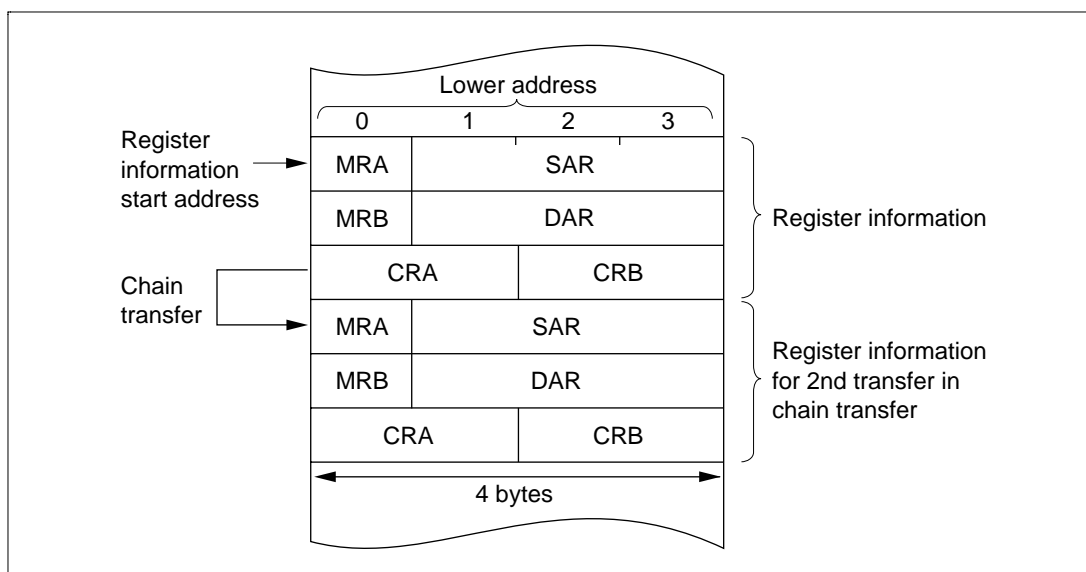 Lower address
0 1 2 3
Register
information
start address
MRA SAR
MRB DAR
Register information
CRA CRB
Chain
transfer
MRA SAR
MRB DAR
Register information
for 2nd transfer in
chain transfer
CRA CRB
4 bytes